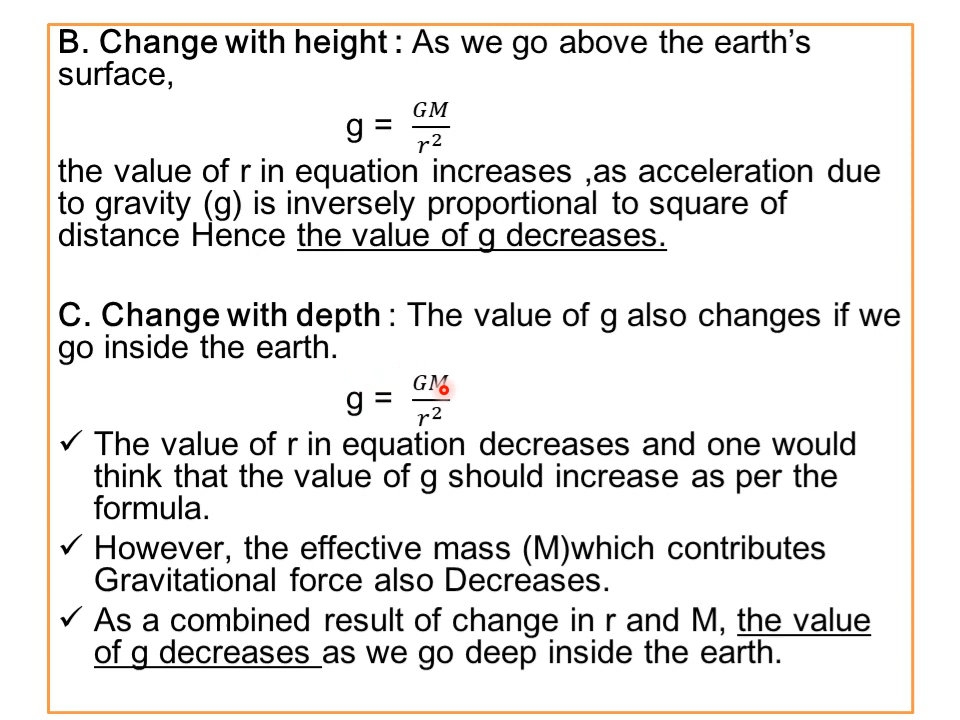 B. Change with height : As we go above the earth's
surface,
g = GM/r²
the value of r in equation increases ,as acceleration due
to gravity (g) is inversely proportional to square of
distance Hence the value of g decreases.
C. Change with depth : The value of g also changes if we
go inside the earth.
g = GM/r²
✓ The value of r in equation decreases and one would
think that the value of g should increase as per the
formula.
✓ However, the effective mass (M)which contributes
Gravitational force also Decreases.
✓ As a combined result of change in r and M, the value
of g decreases as we go deep inside the earth.